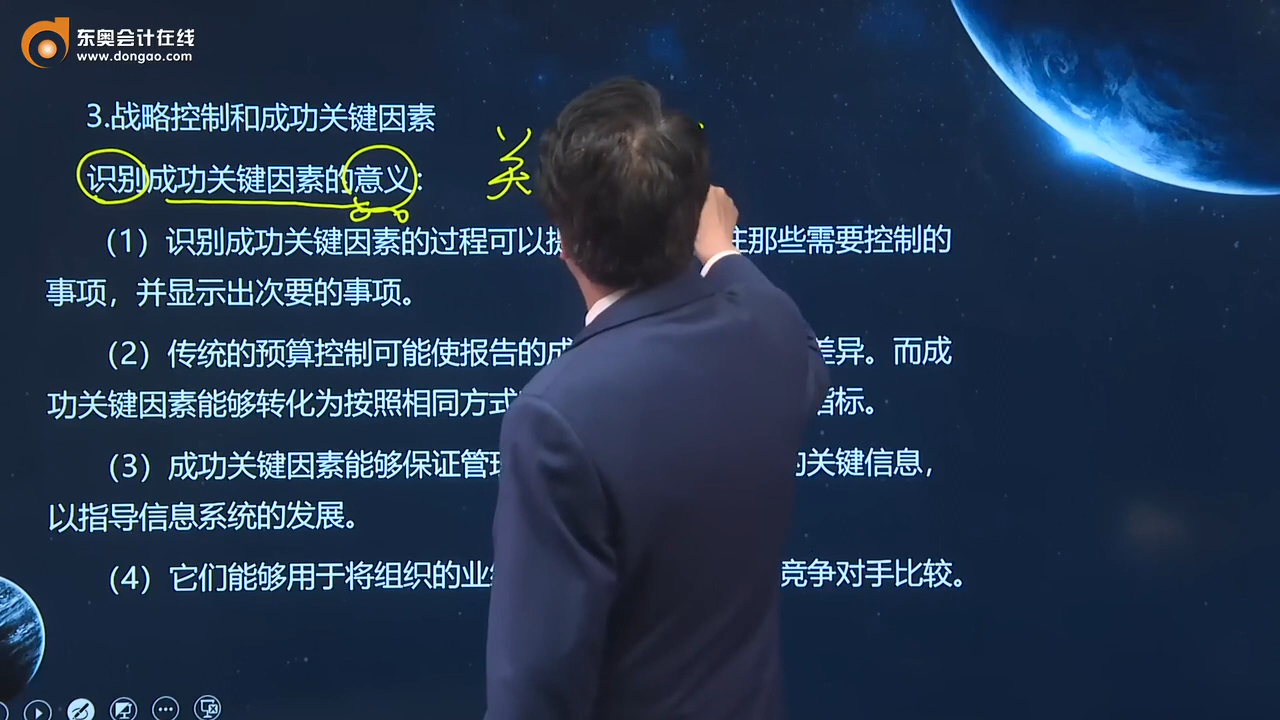 东奥会计在线
www.dongao.com
3.战略控制和成功关键因素
关
识别成功关键因素的意义：
（1）识别成功关键因素的过程可以提 那些需要控制的
事项，并显示出次要的事项。
（2）传统的预算控制可能使报告的成 差异。而成
功关键因素能够转化为按照相同方式 指标。
（3）成功关键因素能够保证管理 的关键信息，
以指导信息系统的发展。
（4）它们能够用于将组织的业绩 竞争对手比较。